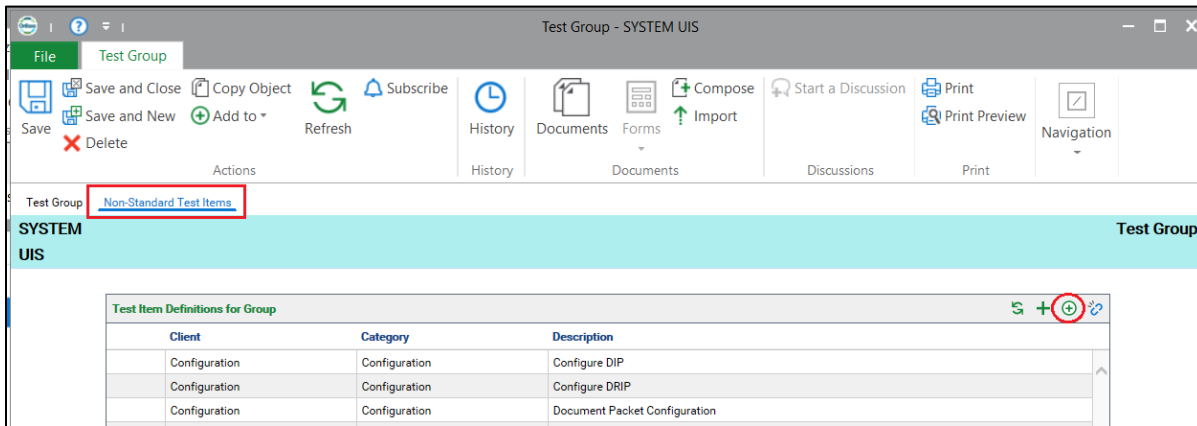 Test Group - SYSTEM UIS
File Test Group
Save
Save and Close
Save and New
Delete
Copy Object
Add to
Refresh
Subscribe
Actions
History
History
Documents
Forms
Compose
Import
Documents
Start a Discussion
Discussions
Print
Print Preview
Print
Navigation
Test Group Non-Standard Test Items
SYSTEM Test Group
UIS
Test Item Definitions for Group
Client Category Description
Configuration Configuration Configure DIP
Configuration Configuration Configure DRIP
Configuration Configuration Document Packet Configuration